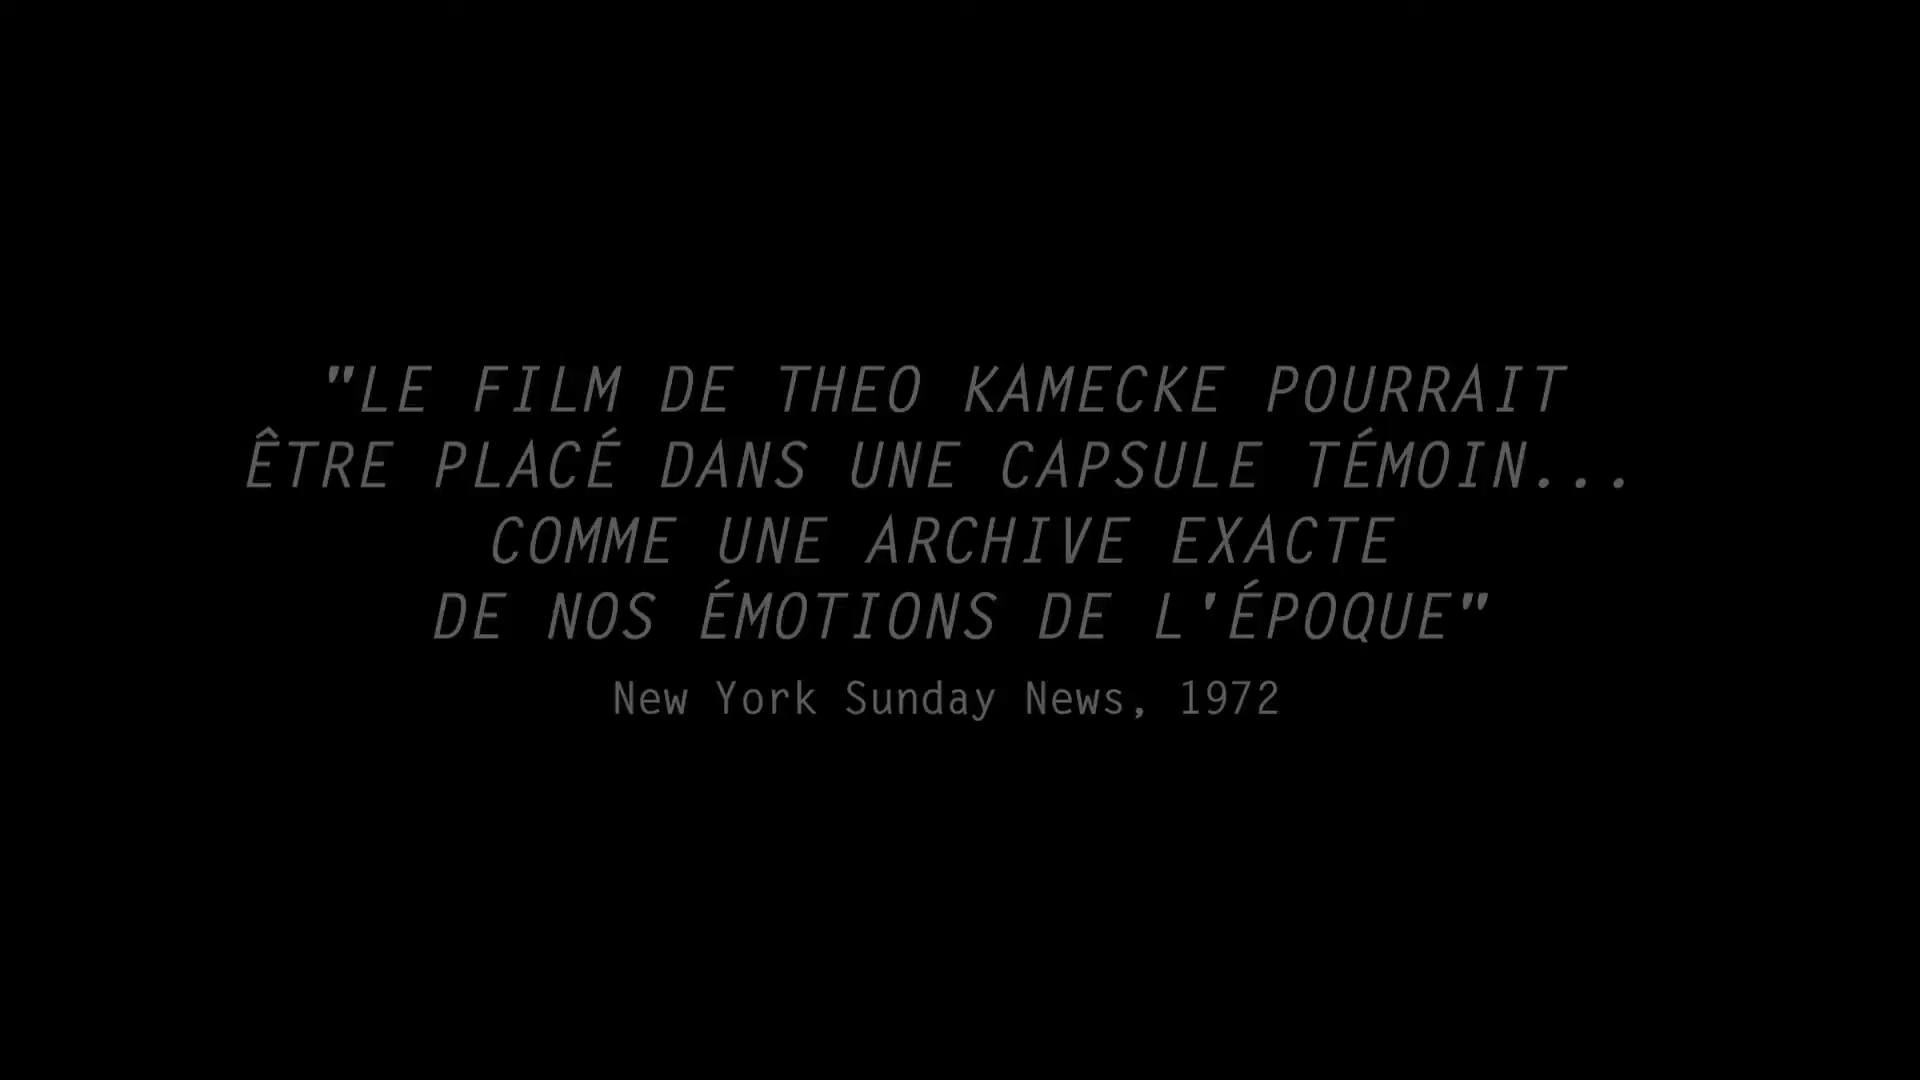 "LE FILM DE THEO KAMECKE POURRAIT
ÊTRE PLACÉ DANS UNE CAPSULE TÉMOIN...
COMME UNE ARCHIVE EXACTE
DE NOS ÉMOTIONS DE L'ÉPOQUE"
New York Sunday News, 1972